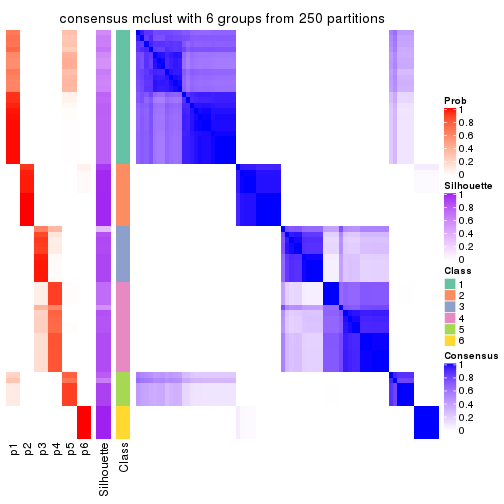 consensus mclust with 6 groups from 250 partitions
Prob
1
0.8
0.6
0.4
0.2
0
Silhouette
1
0.8
0.6
0.4
0.2
0
Class
1
2
3
4
5
6
Consensus
1
0.8
0.6
0.4
0.2
0
p1
p2
p3
p4
p5
p6
Silhouette
Class